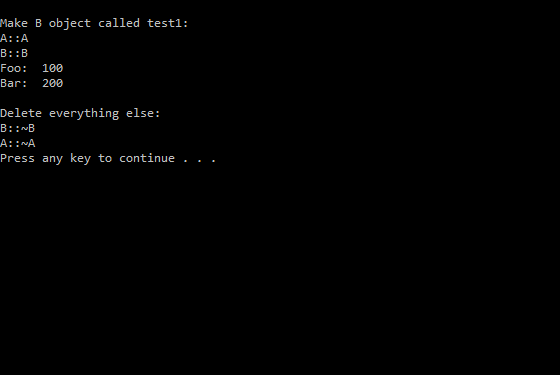 Make B object called test1:
A::A
B::B
Foo:  100
Bar:  200
Delete everything else:
B::~B
A::~A
Press any key to continue . . .